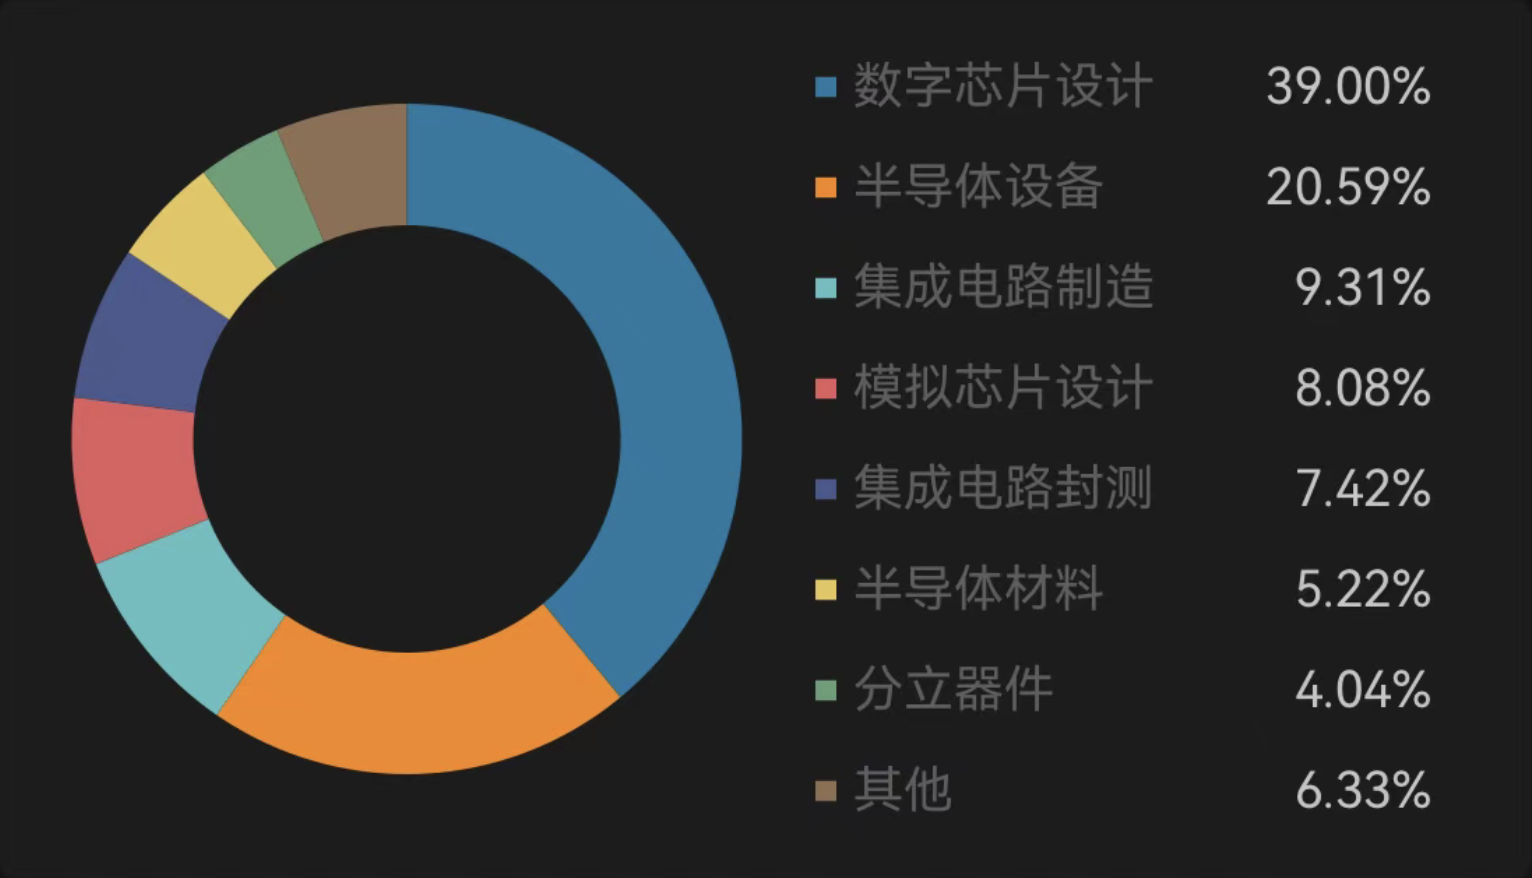 数字芯片设计 39.00%
半导体设备 20.59%
集成电路制造 9.31%
模拟芯片设计 8.08%
集成电路封测 7.42%
半导体材料 5.22%
分立器件 4.04%
其他 6.33%